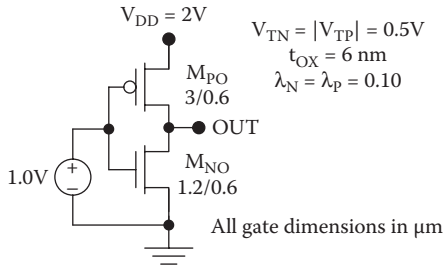 V_DD = 2V
V_TN = |V_TP| = 0.5V
t_OX = 6 nm
λ_N = λ_P = 0.10
M_PO
3/0.6
OUT
M_NO
1.2/0.6
1.0V
+
−
All gate dimensions in µm